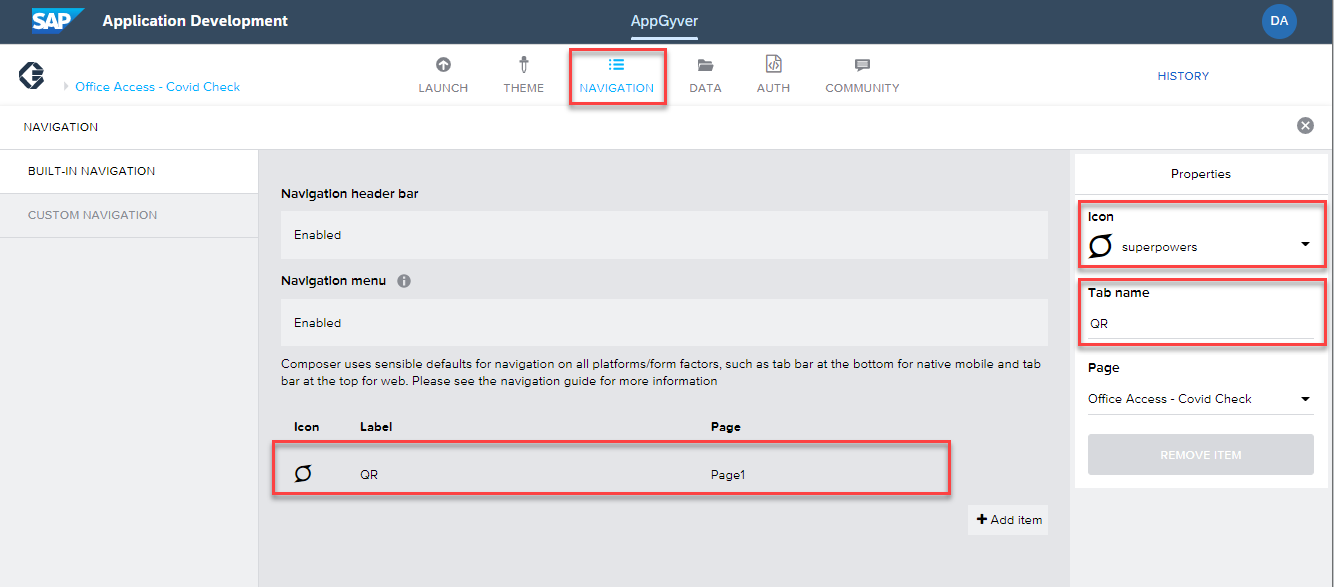 SAP Application Development AppGyver DA
Office Access - Covid Check LAUNCH THEME NAVIGATION DATA AUTH COMMUNITY HISTORY
NAVIGATION
BUILT-IN NAVIGATION
CUSTOM NAVIGATION
Navigation header bar
Enabled
Navigation menu
Enabled
Composer uses sensible defaults for navigation on all platforms/form factors, such as tab bar at the bottom for native mobile and tab
bar at the top for web. Please see the navigation guide for more information
Icon Label Page
QR Page1
Add item
Properties
Icon
superpowers
Tab name
QR
Page
Office Access - Covid Check
REMOVE ITEM